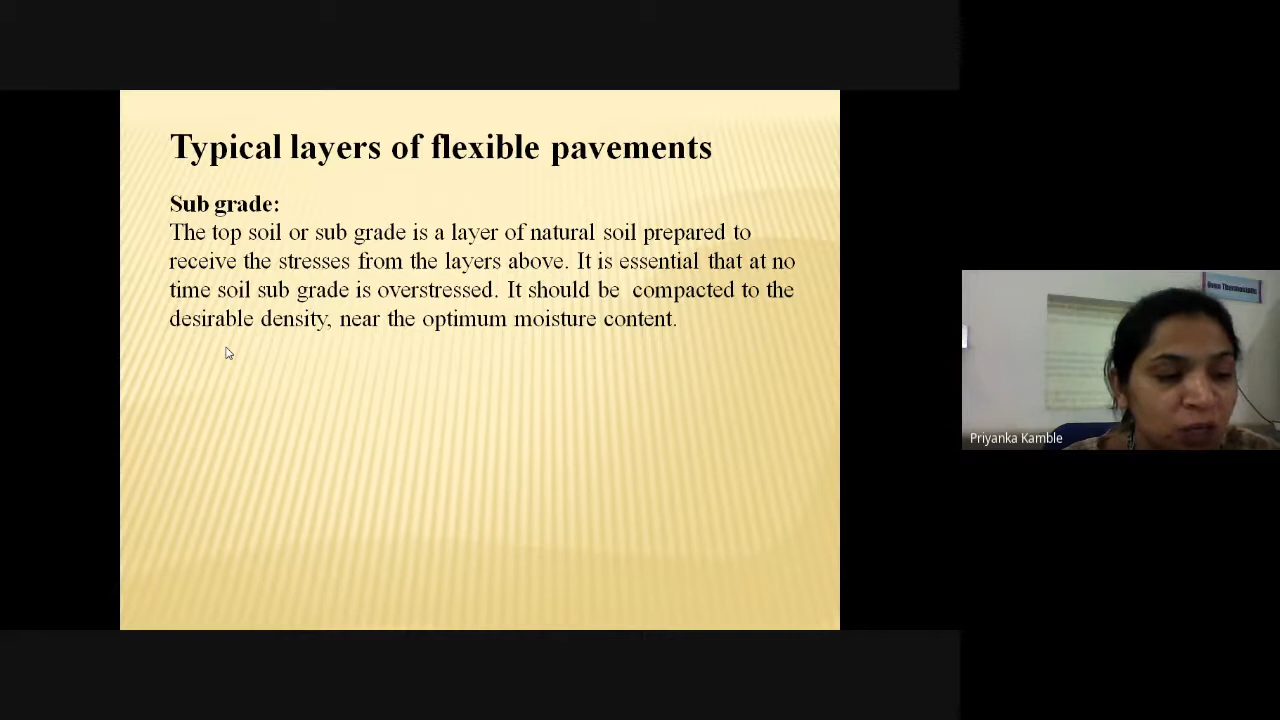 Typical layers of flexible pavements
Sub grade:
The top soil or sub grade is a layer of natural soil prepared to
receive the stresses from the layers above. It is essential that at no
time soil sub grade is overstressed. It should be compacted to the
desirable density, near the optimum moisture content.
Oven Thermostatic
Priyanka Kamble